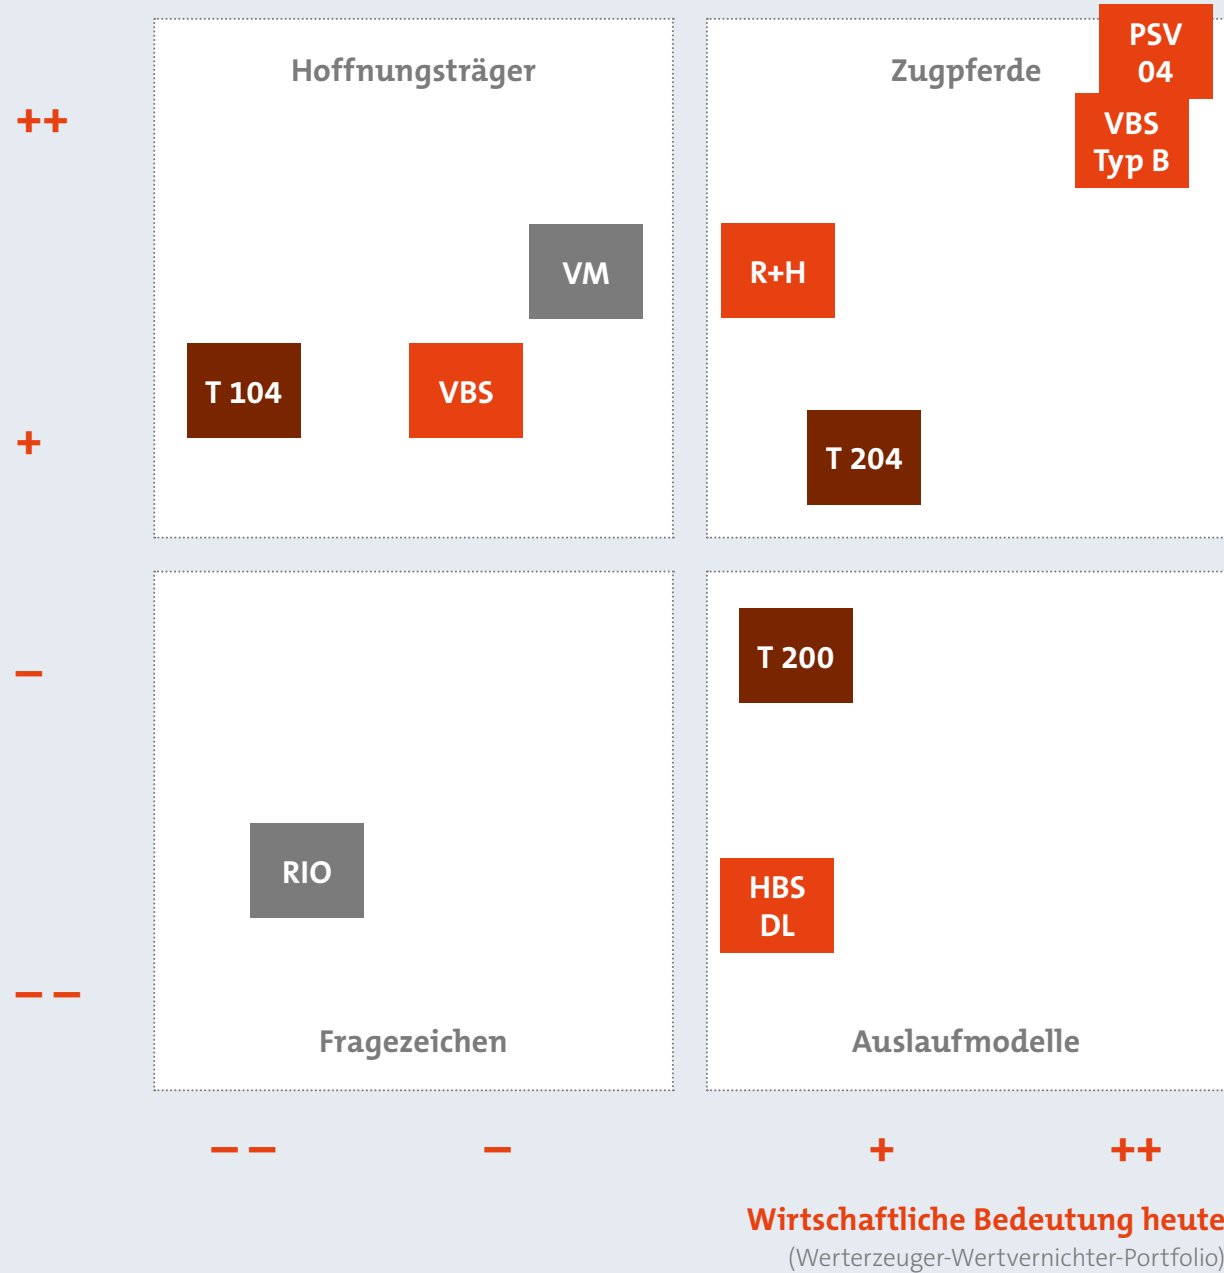 Hoffnungsträger
Zugpferde
PSV
04
++
VBS
Typ B
VM
R+H
T 104
VBS
+
T 204
–
T 200
RIO
HBS
DL
– –
Fragezeichen
Auslaufmodelle
– –
–
+
++
Wirtschaftliche Bedeutung heute
(Werterzeuger-Wertvernichter-Portfolio)